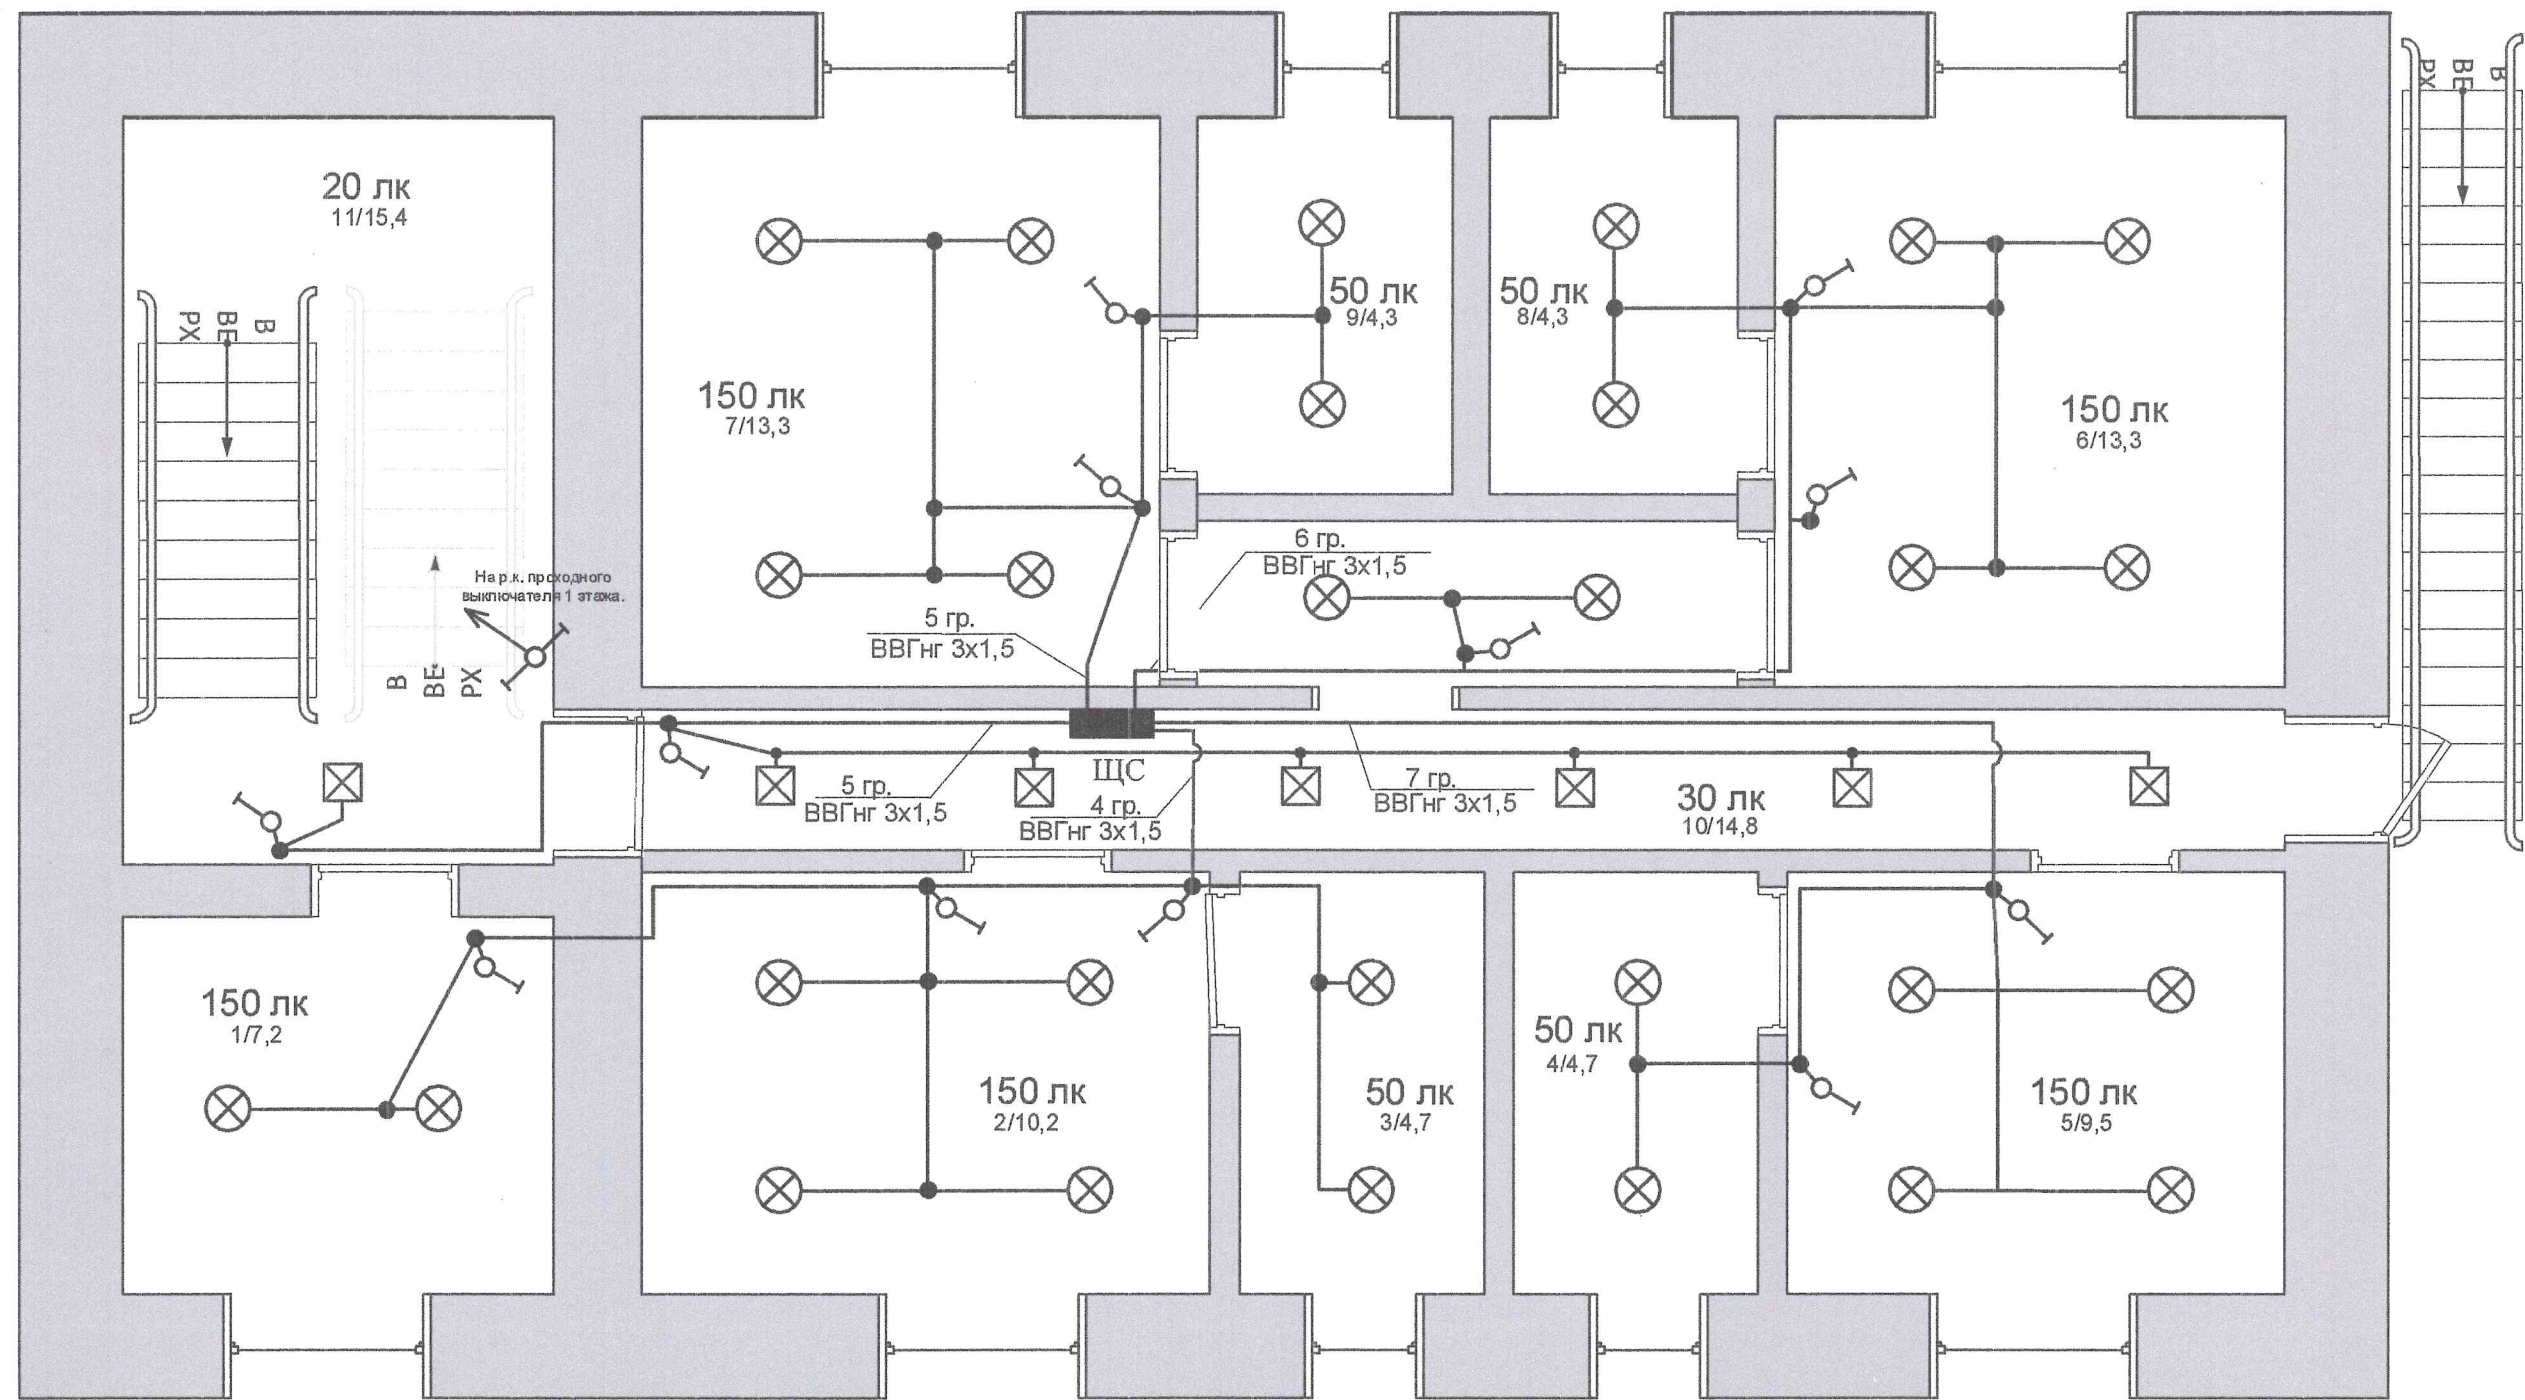 РХ
ВЕ
В
20 лк
11/15,4
РХ
ВЕ
В
50 лк
9/4,3
50 лк
8/4,3
150 лк
7/13,3
150 лк
6/13,3
6 гр.
ВВГнг 3х1,5
На р.к. проходного
выключателя 1 этажа.
5 гр.
ВВГнг 3х1,5
В
ВЕ
РХ
ЩС
5 гр.
ВВГнг 3х1,5
4 гр.
ВВГнг 3х1,5
7 гр.
ВВГнг 3х1,5
30 лк
10/14,8
150 лк
1/7,2
150 лк
2/10,2
50 лк
3/4,7
50 лк
4/4,7
150 лк
5/9,5